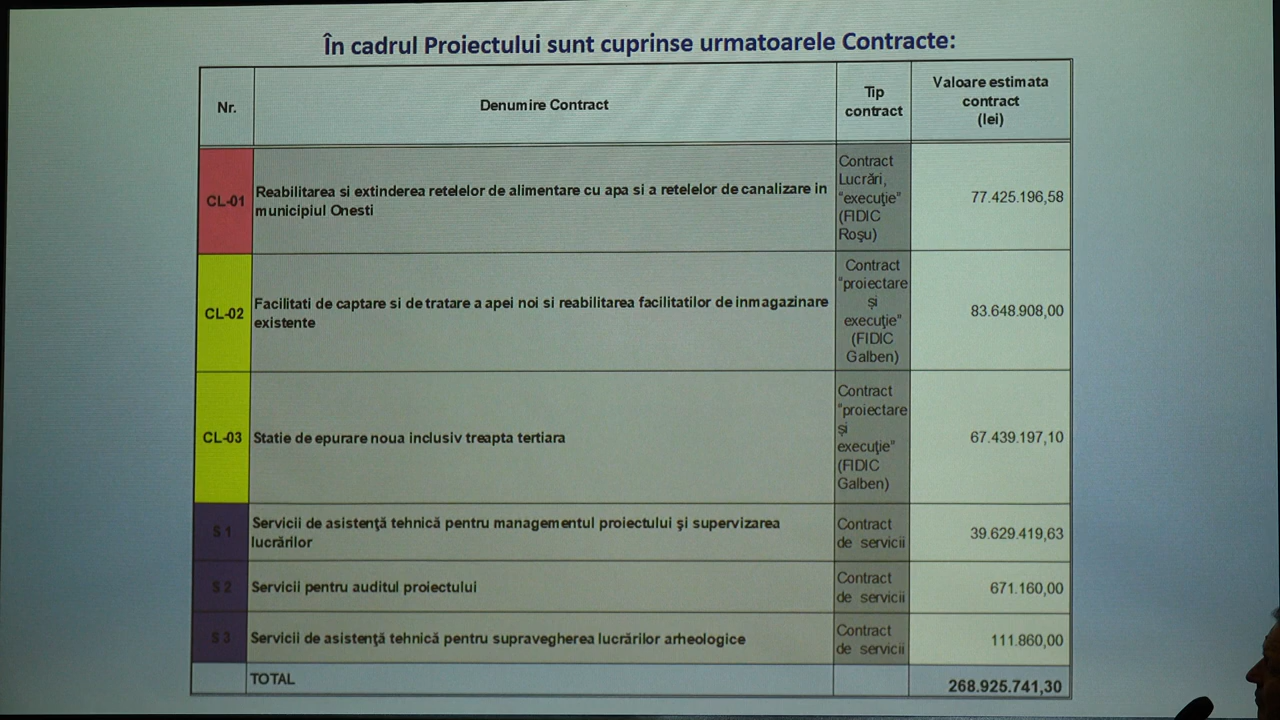 În cadrul Proiectului sunt cuprinse urmatoarele Contracte:
Nr.
Denumire Contract
Tip
contract
Valoare estimata
contract
(lei)
CL-01
Reabilitarea si extinderea retelelor de alimentare cu apa si a retelelor de canalizare in
municipiul Onesti
Contract
Lucrări,
"execuţie"
(FIDIC
Roşu)
77.425.196,58
CL-02
Facilitati de captare si de tratare a apei noi si reabilitarea facilitatilor de inmagazinare
existente
Contract
"proiectare
şi
execuţie"
(FIDIC
Galben)
83.648.908,00
CL-03
Statie de epurare noua inclusiv treapta tertiara
Contract
"proiectare
şi
execuţie"
(FIDIC
Galben)
67.439.197,10
S 1
Servicii de asistenţă tehnică pentru managementul proiectului şi supervizarea
lucrărilor
Contract
de servicii
39.629.419,63
S 2
Servicii pentru auditul proiectului
Contract
de servicii
671.160,00
S 3
Servicii de asistenţă tehnică pentru supravegherea lucrărilor arheologice
Contract
de servicii
111.860,00
TOTAL
268.925.741,30